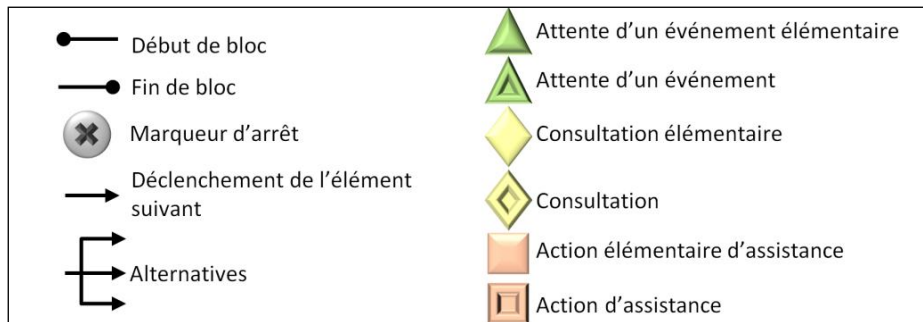 Début de bloc
Fin de bloc
Marqueur d'arrêt
Déclenchement de l'élément
suivant
Alternatives
Attente d'un événement élémentaire
Attente d'un événement
Consultation élémentaire
Consultation
Action élémentaire d'assistance
Action d'assistance